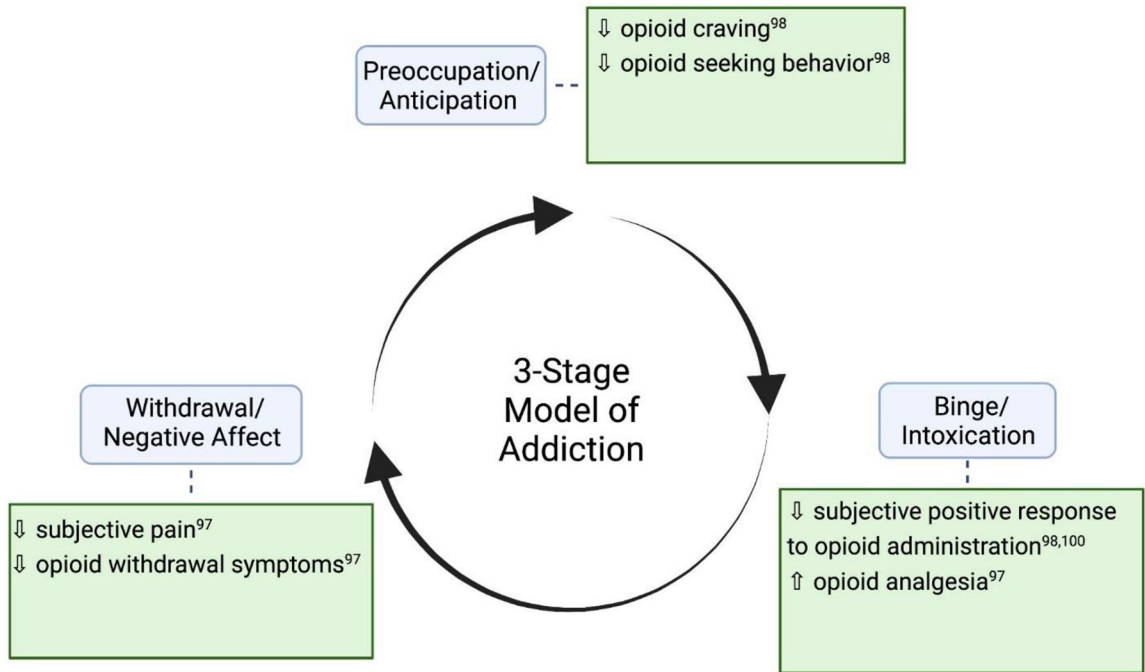 Preoccupation/
Anticipation
⇩ opioid craving⁹⁸
⇩ opioid seeking behavior⁹⁸
3-Stage
Model of
Addiction
Withdrawal/
Negative Affect
⇩ subjective pain⁹⁷
⇩ opioid withdrawal symptoms⁹⁷
Binge/
Intoxication
⇩ subjective positive response
to opioid administration⁹⁸,¹⁰⁰
⇧ opioid analgesia⁹⁷